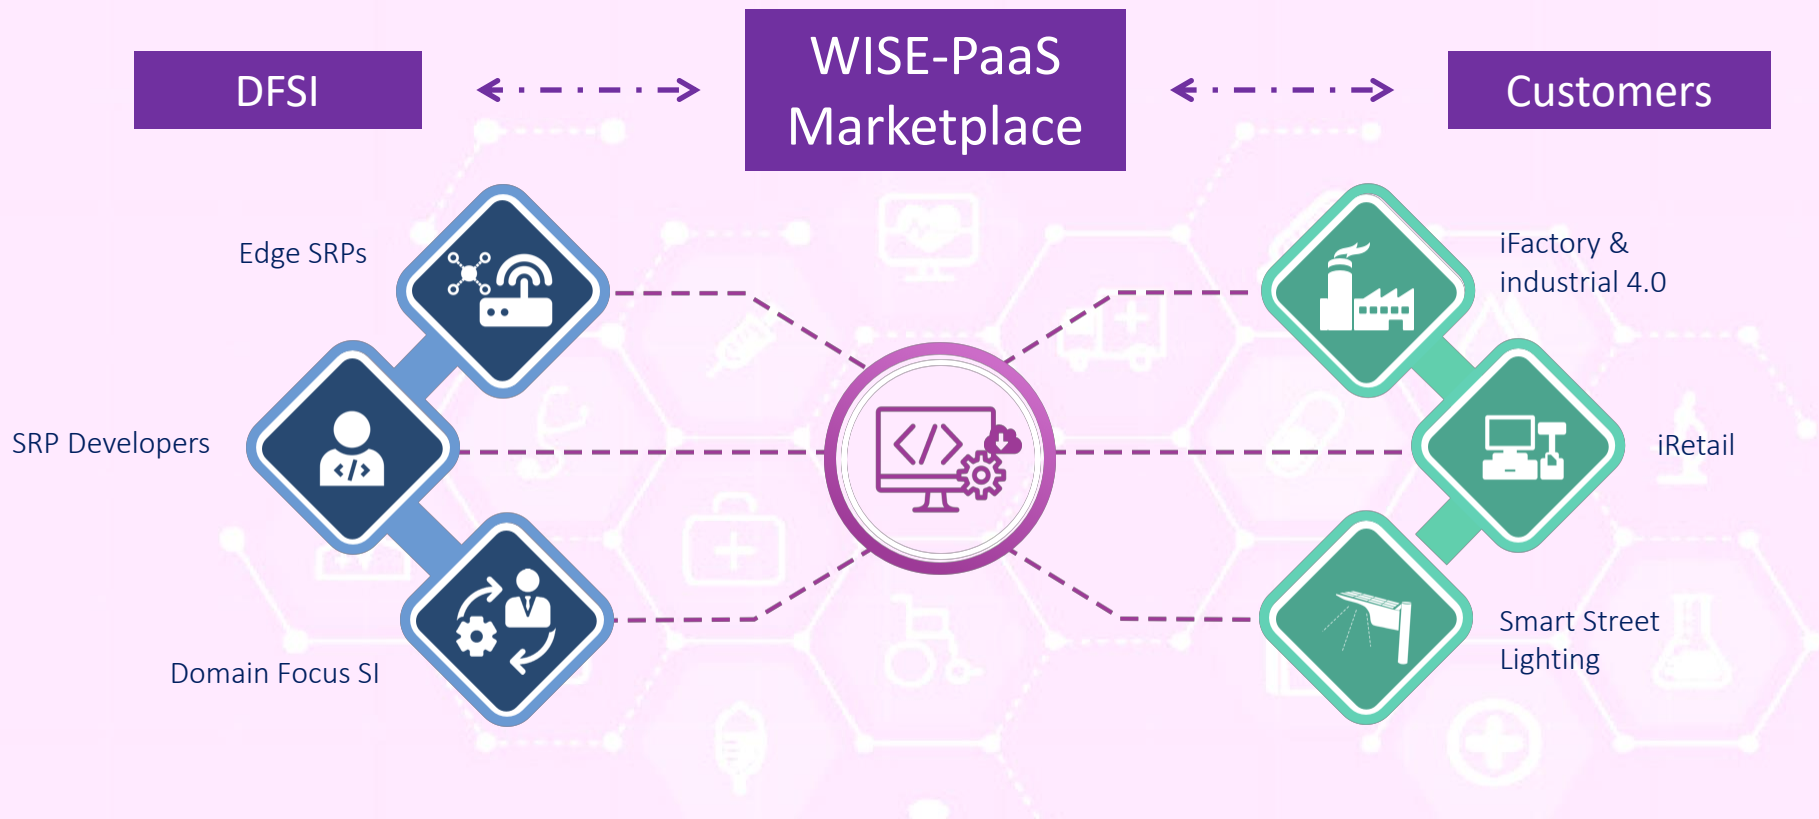 DFSI
WISE-PaaS
Marketplace
Customers
Edge SRPs
SRP Developers
Domain Focus SI
iFactory &
industrial 4.0
iRetail
Smart Street
Lighting